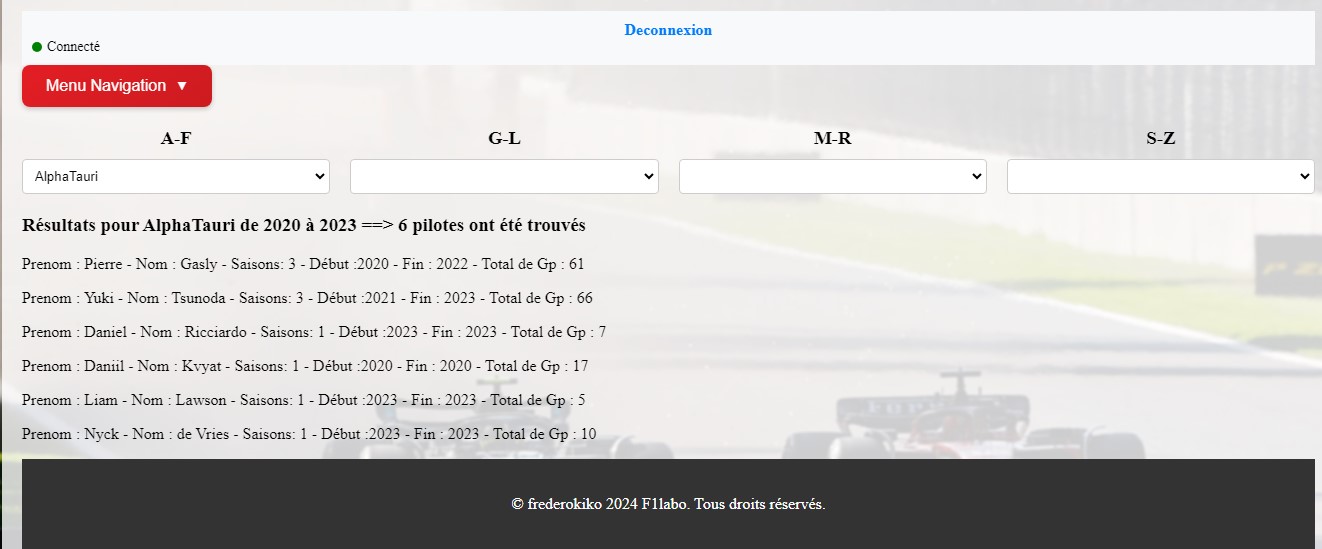 Deconnexion
Connecté
Menu Navigation ▼
A-F G-L M-R S-Z
AlphaTauri
Résultats pour AlphaTauri de 2020 à 2023 ==> 6 pilotes ont été trouvés
Prenom : Pierre - Nom : Gasly - Saisons: 3 - Début :2020 - Fin : 2022 - Total de Gp : 61
Prenom : Yuki - Nom : Tsunoda - Saisons: 3 - Début :2021 - Fin : 2023 - Total de Gp : 66
Prenom : Daniel - Nom : Ricciardo - Saisons: 1 - Début :2023 - Fin : 2023 - Total de Gp : 7
Prenom : Daniil - Nom : Kvyat - Saisons: 1 - Début :2020 - Fin : 2020 - Total de Gp : 17
Prenom : Liam - Nom : Lawson - Saisons: 1 - Début :2023 - Fin : 2023 - Total de Gp : 5
Prenom : Nyck - Nom : de Vries - Saisons: 1 - Début :2023 - Fin : 2023 - Total de Gp : 10
© frederokiko 2024 F1labo. Tous droits réservés.